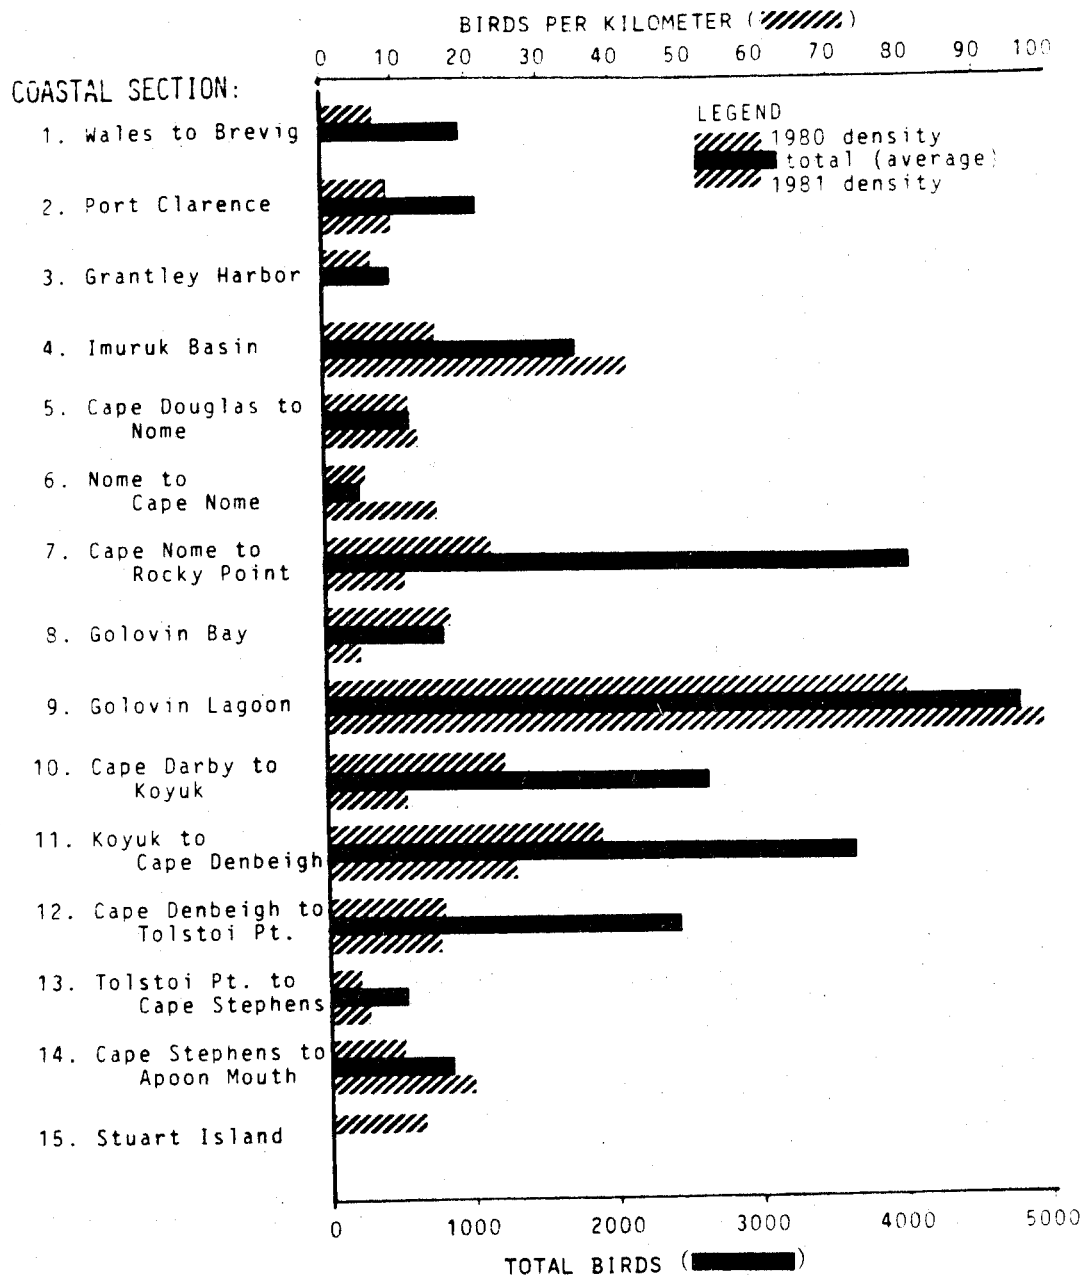 BIRDS PER KILOMETER ( )
0 10 20 30 40 50 60 70 80 90 100
COASTAL SECTION:
LEGEND
1980 density
total (average)
1981 density
1. Wales to Brevig
2. Port Clarence
3. Grantley Harbor
4. Imuruk Basin
5. Cape Douglas to
Nome
6. Nome to
Cape Nome
7. Cape Nome to
Rocky Point
8. Golovin Bay
9. Golovin Lagoon
10. Cape Darby to
Koyuk
11. Koyuk to
Cape Denbeigh
12. Cape Denbeigh to
Tolstoi Pt.
13. Tolstoi Pt. to
Cape Stephens
14. Cape Stephens to
Apoon Mouth
15. Stuart Island
0 1000 2000 3000 4000 5000
TOTAL BIRDS ( )